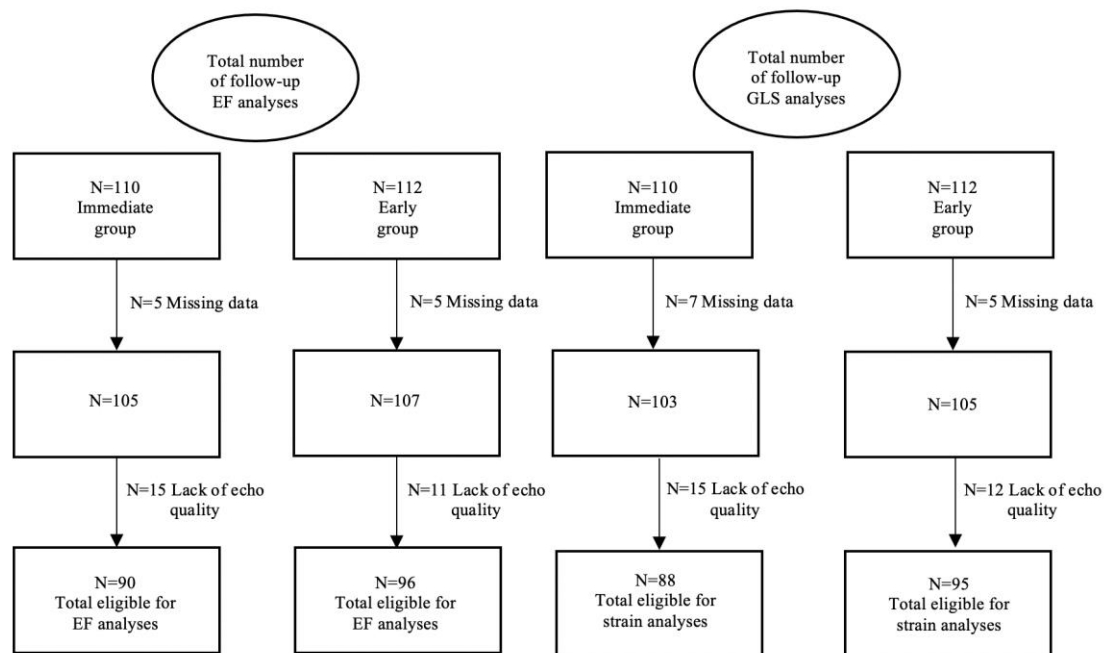 Total number
of follow-up
EF analyses
Total number
of follow-up
GLS analyses
N=110
Immediate
group
N=112
Early
group
N=110
Immediate
group
N=112
Early
group
N=5 Missing data
N=5 Missing data
N=7 Missing data
N=5 Missing data
N=105
N=107
N=103
N=105
N=15 Lack of echo
quality
N=11 Lack of echo
quality
N=15 Lack of echo
quality
N=12 Lack of echo
quality
N=90
Total eligible for
EF analyses
N=96
Total eligible for
EF analyses
N=88
Total eligible for
strain analyses
N=95
Total eligible for
strain analyses